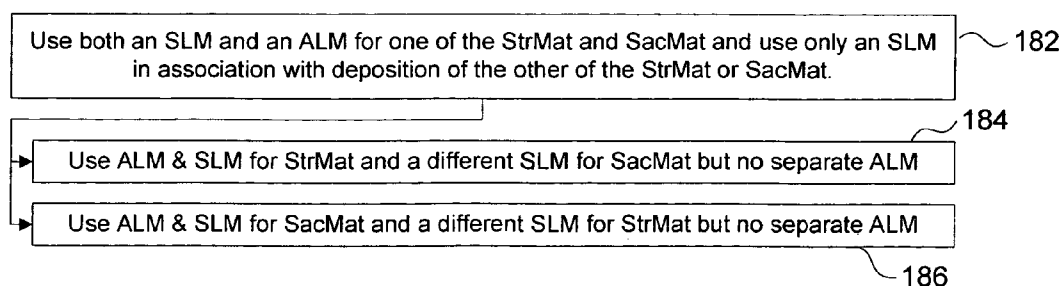 Use both an SLM and an ALM for one of the StrMat and SacMat and use only an SLM
in association with deposition of the other of the StrMat or SacMat.
182
184
Use ALM & SLM for StrMat and a different SLM for SacMat but no separate ALM
Use ALM & SLM for SacMat and a different SLM for StrMat but no separate ALM
186